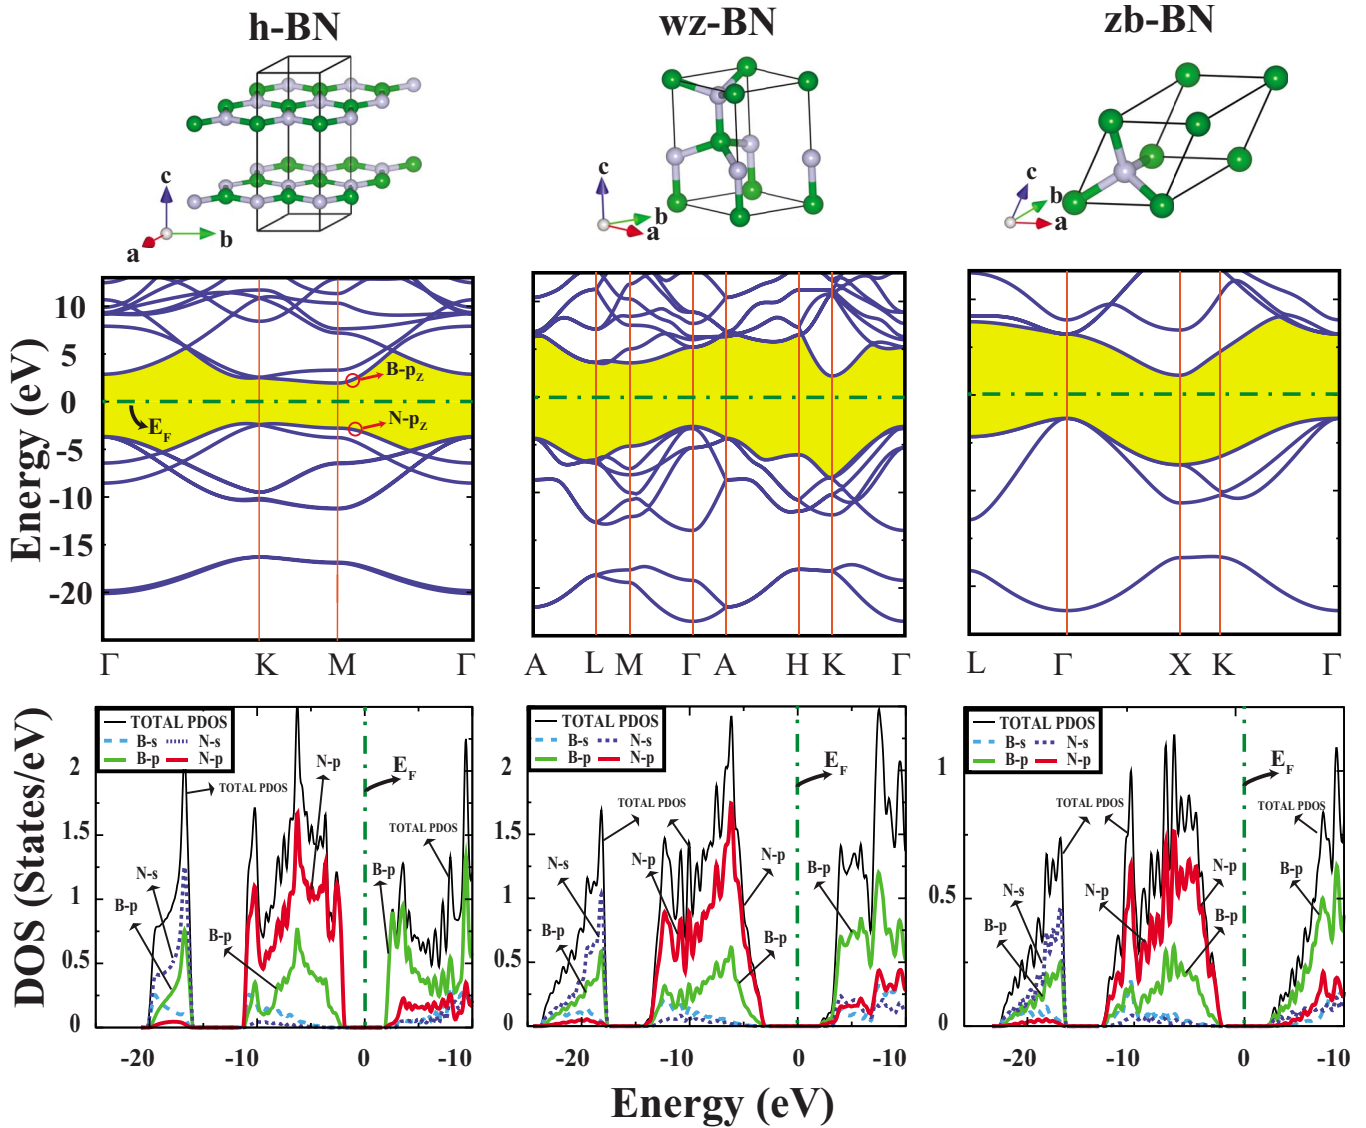 h-BN
wz-BN
zb-BN
c
b
a
c
b
a
c
b
a
Energy (eV)
10
5
0
-5
-10
-15
-20
B-pZ
N-pZ
EF
Γ K M Γ
A L M Γ A H K Γ
L Γ X K Γ
DOS (States/eV)
2
1.5
1
0.5
0
TOTAL PDOS
B-s N-s
B-p N-p
TOTAL PDOS
N-p
EF
TOTAL PDOS
N-s
B-p
B-p
B-p
-20 -10 0 -10
2
1.5
1
0.5
0
TOTAL PDOS
B-s N-s
B-p N-p
EF
TOTAL PDOS
N-s
N-p
N-p
B-p
B-p
B-p
-20 -10 0 -10
1
0.5
0
TOTAL PDOS
B-s N-s
B-p N-p
EF
TOTAL PDOS
TOTAL PDOS
N-s
N-p
N-p
B-p
B-p
B-p
-20 -10 0 -10
Energy (eV)